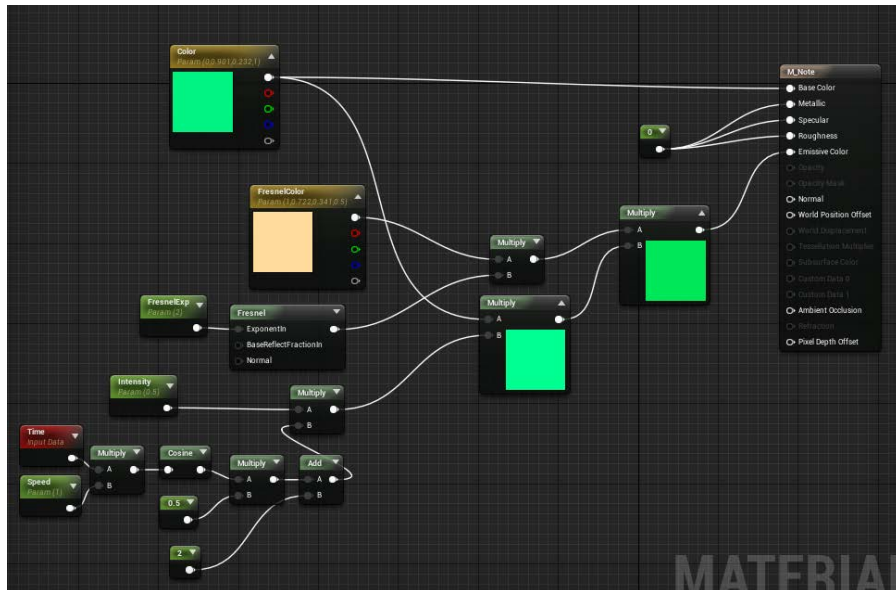 Color
Param (0,0.901,0.232,1)
M_Note
Base Color
Metallic
Specular
Roughness
Emissive Color
Opacity
Opacity Mask
Normal
World Position Offset
World Displacement
Tessellation Multiplier
Subsurface Color
Custom Data 0
Custom Data 1
Ambient Occlusion
Refraction
Pixel Depth Offset
0
FresnelColor
Param (1,0.722,0.341,0.5)
Multiply
A
B
Multiply
A
B
Multiply
A
B
FresnelExp
Param (2)
Fresnel
ExponentIn
BaseReflectFractionIn
Normal
Intensity
Param (0.5)
Multiply
A
B
Time
Input Data
Speed
Param (1)
Multiply
A
B
Cosine
Multiply
A
B
Add
A
B
0.5
2
MATERIAL